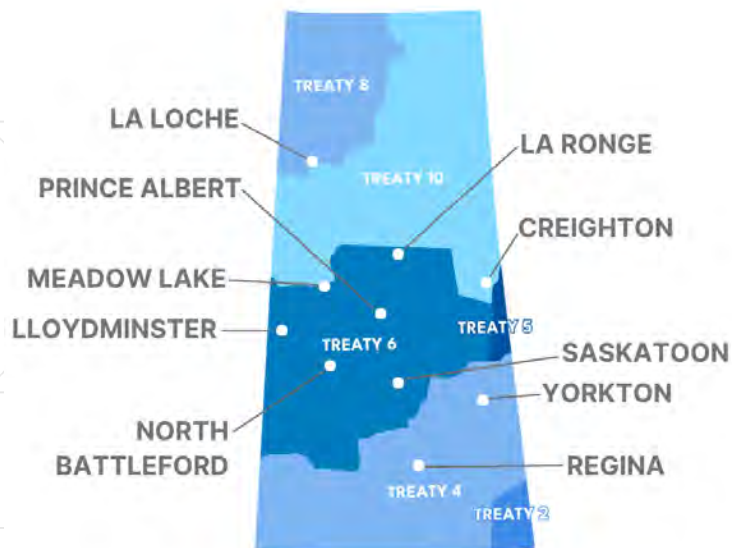 TREATY 8
LA LOCHE
LA RONGE
TREATY 10
PRINCE ALBERT
CREIGHTON
MEADOW LAKE
LLOYDMINSTER
TREATY 5
TREATY 6
SASKATOON
YORKTON
NORTH
BATTLEFORD
REGINA
TREATY 4
TREATY 2